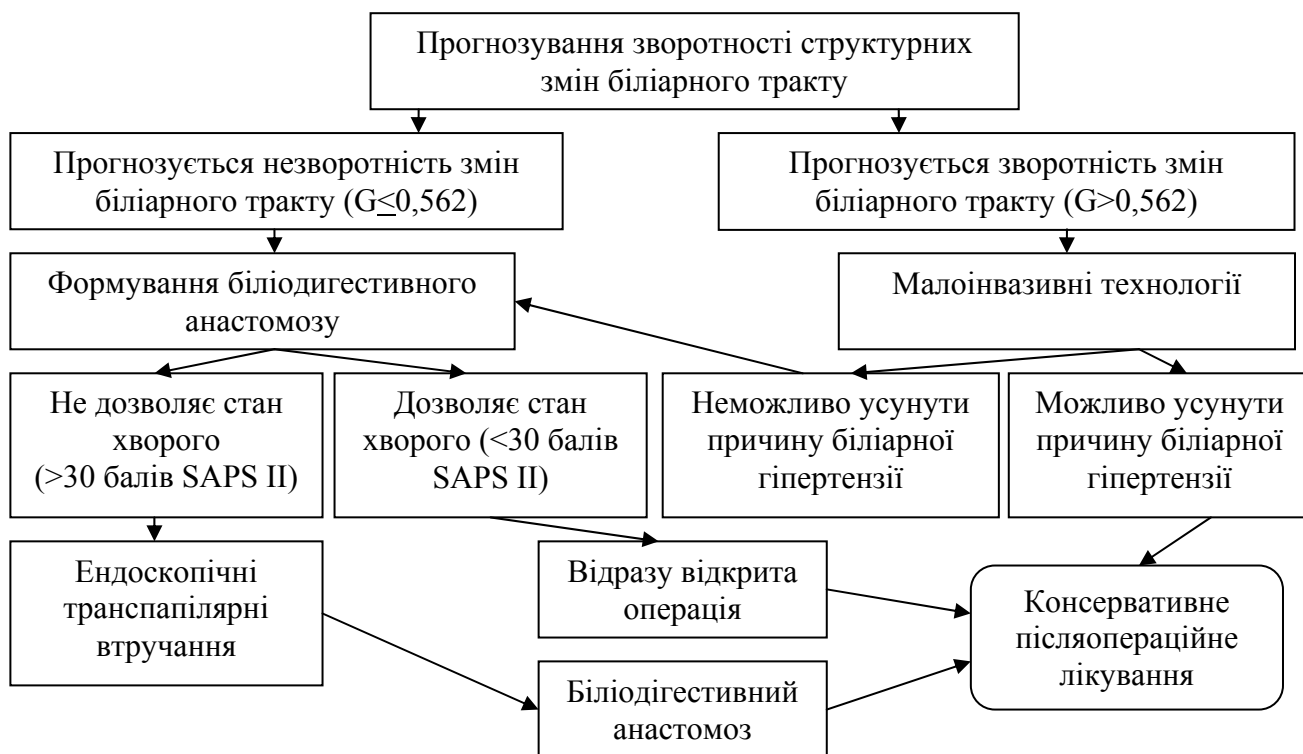 Прогнозування зворотності структурних
змін біліарного тракту
Прогнозується незворотність змін
біліарного тракту (G≤0,562)
Прогнозується зворотність змін
біліарного тракту (G>0,562)
Формування біліодигестивного
анастомозу
Малоінвазивні технології
Не дозволяє стан
хворого
(>30 балів SAPS II)
Дозволяє стан
хворого (<30 балів
SAPS II)
Неможливо усунути
причину біліарної
гіпертензії
Можливо усунути
причину біліарної
гіпертензії
Ендоскопічні
транспапілярні
втручання
Відразу відкрита
операція
Консервативне
післяопераційне
лікування
Біліодігестивний
анастомоз